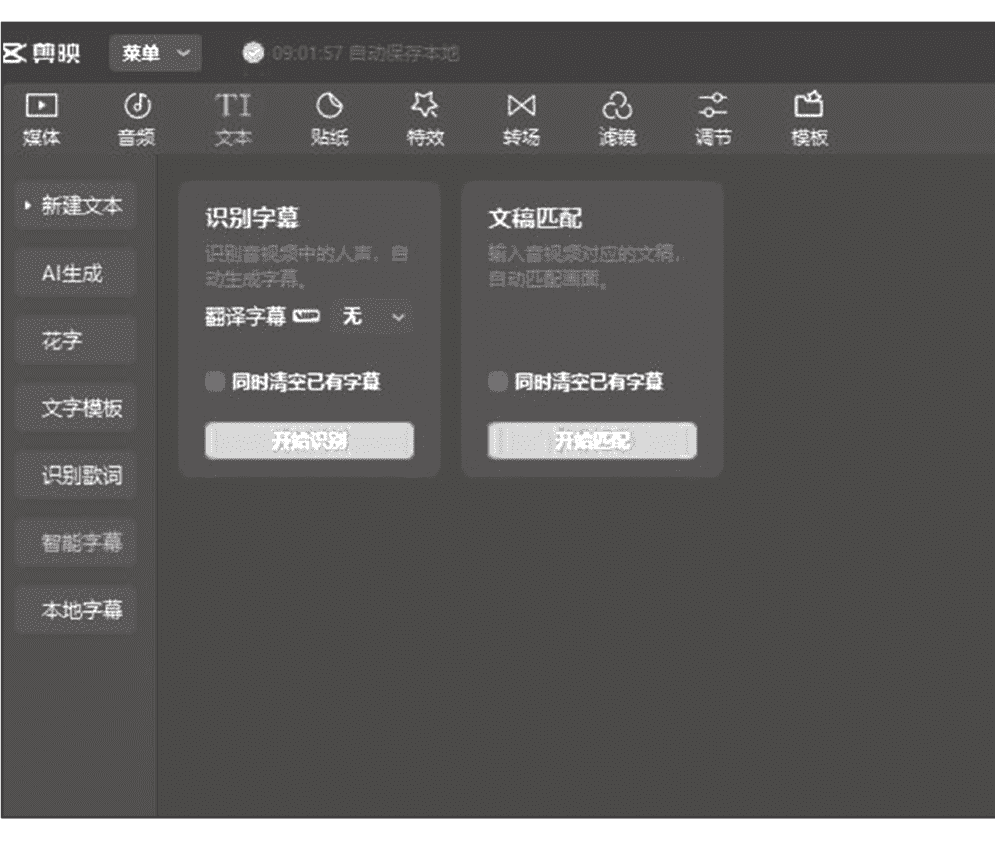 剪映
菜单
09:01:57 自动保存本地
媒体
音频
TI
文本
贴纸
特效
转场
滤镜
调节
模板
新建文本
AI生成
花字
文字模板
识别歌词
智能字幕
本地字幕
识别字幕
识别音视频中的人声，自
动生成字幕。
翻译字幕
无
同时清空已有字幕
开始识别
文稿匹配
输入音视频对应的文稿，
自动匹配画面。
同时清空已有字幕
开始匹配